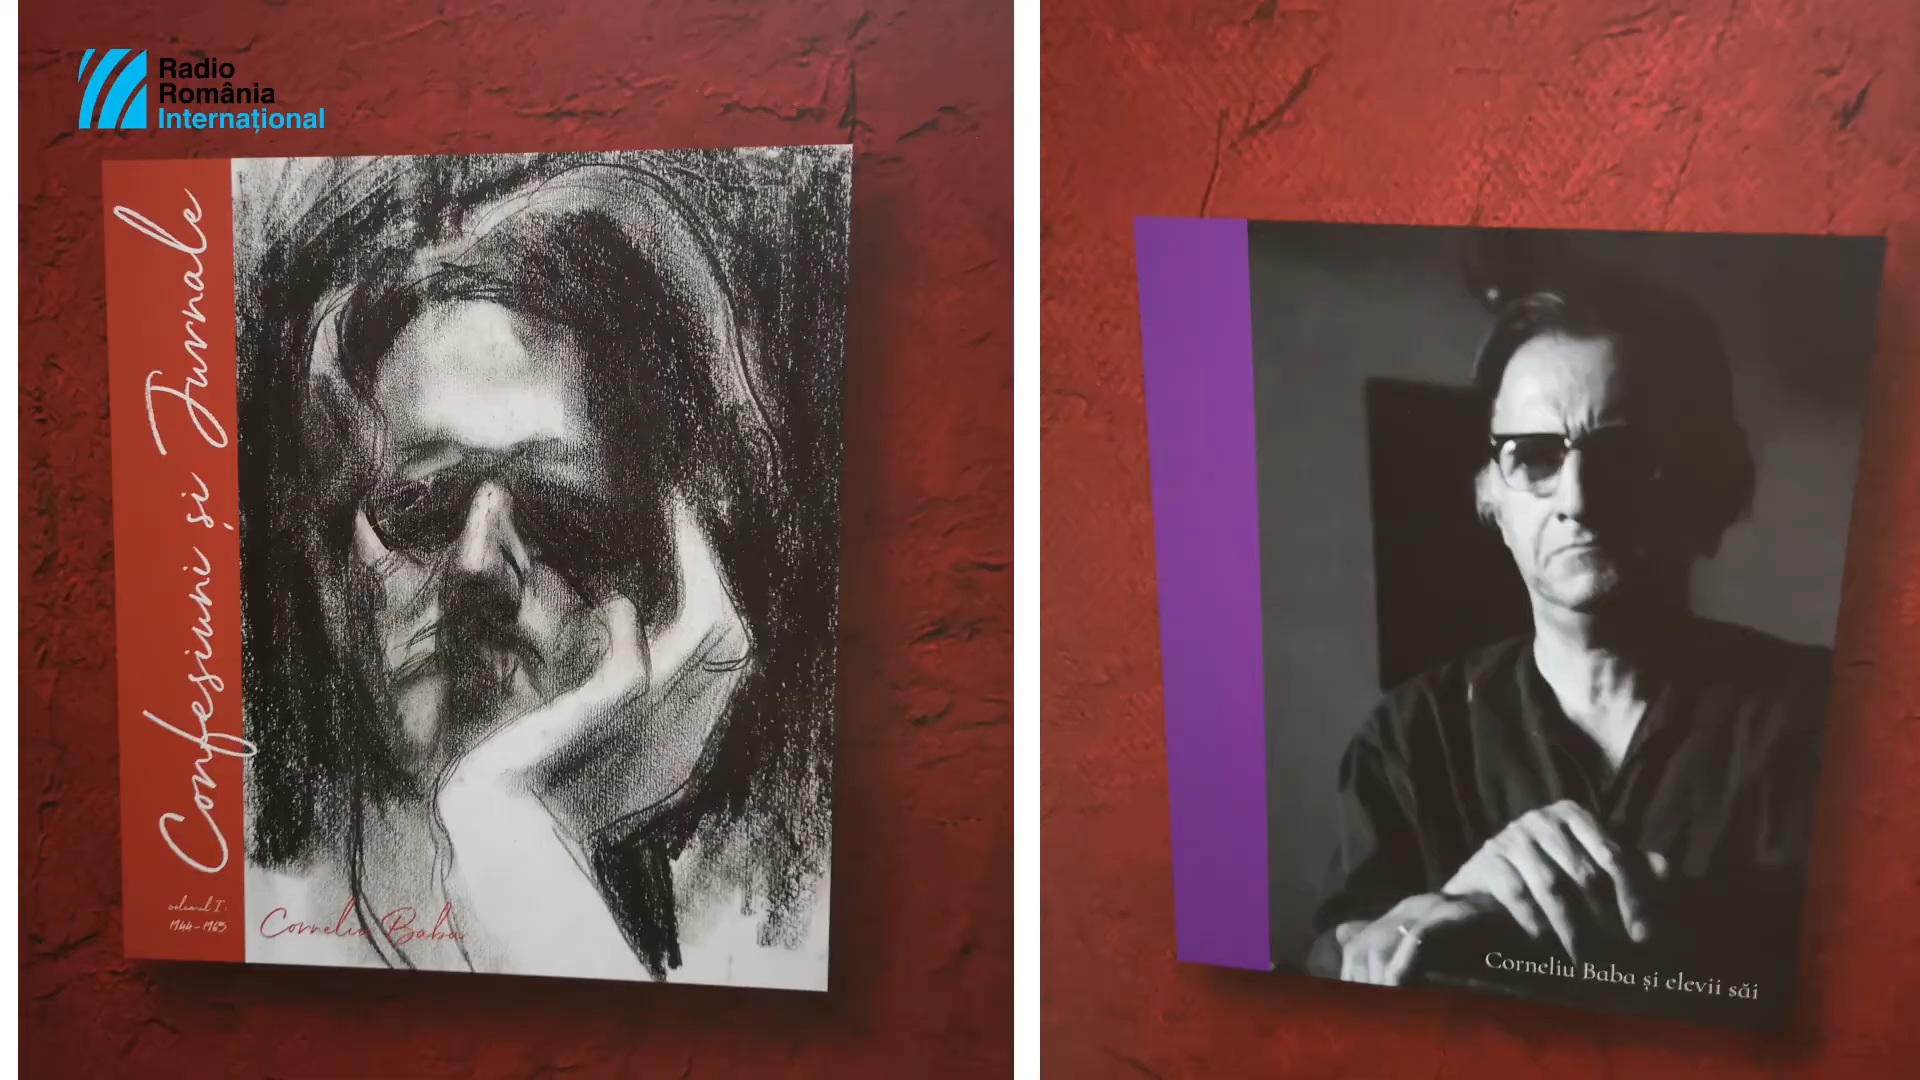 Radio
România
Internațional
Confesiuni și Jurnale
volumul I:
1944-1965
Corneliu Baba
Corneliu Baba și elevii săi